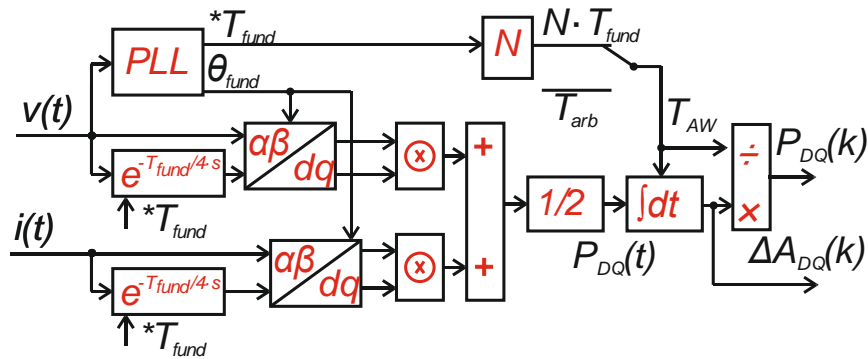 *T_fund
PLL
N
N· T_fund
θ_fund
v(t)
T_arb
T_AW
αβ
dq
⊗
+
÷
P_DQ(k)
e^-T_fund/4·s
*T_fund
1/2
∫dt
×
i(t)
P_DQ(t)
ΔA_DQ(k)
αβ
dq
⊗
+
e^-T_fund/4·s
*T_fund